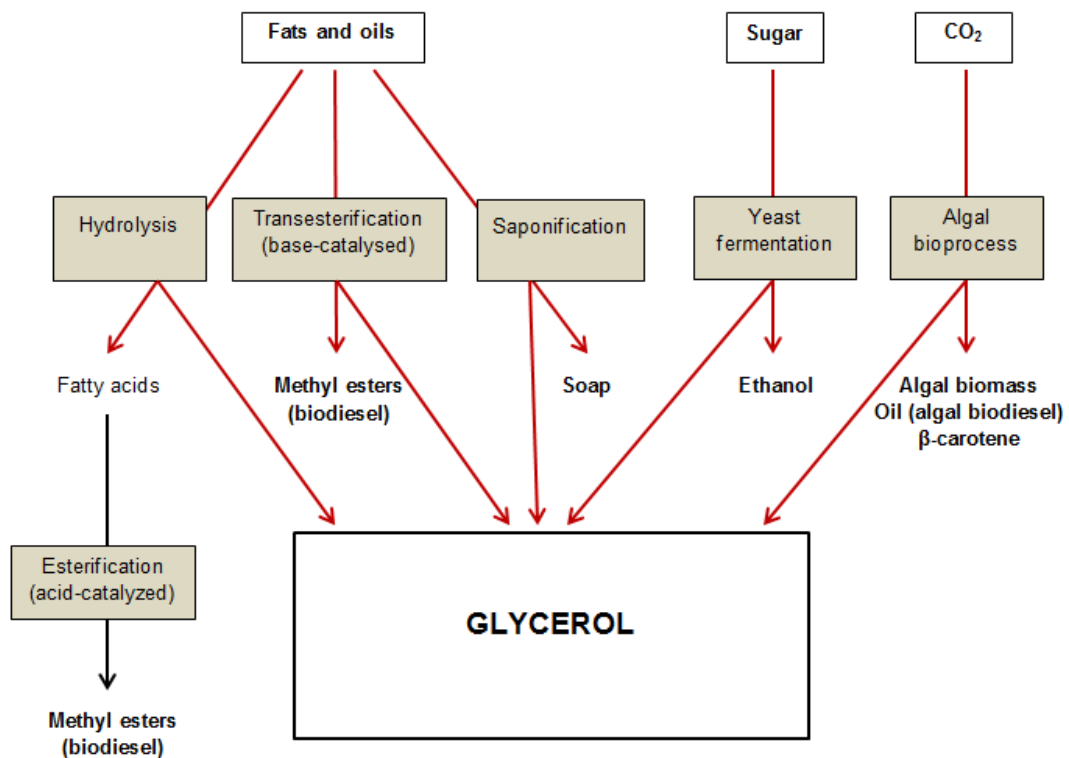 Fats and oils
Sugar
CO₂
Hydrolysis
Transesterification
(base-catalysed)
Saponification
Yeast
fermentation
Algal
bioprocess
Fatty acids
Methyl esters
(biodiesel)
Soap
Ethanol
Algal biomass
Oil (algal biodiesel)
β-carotene
Esterification
(acid-catalyzed)
GLYCEROL
Methyl esters
(biodiesel)